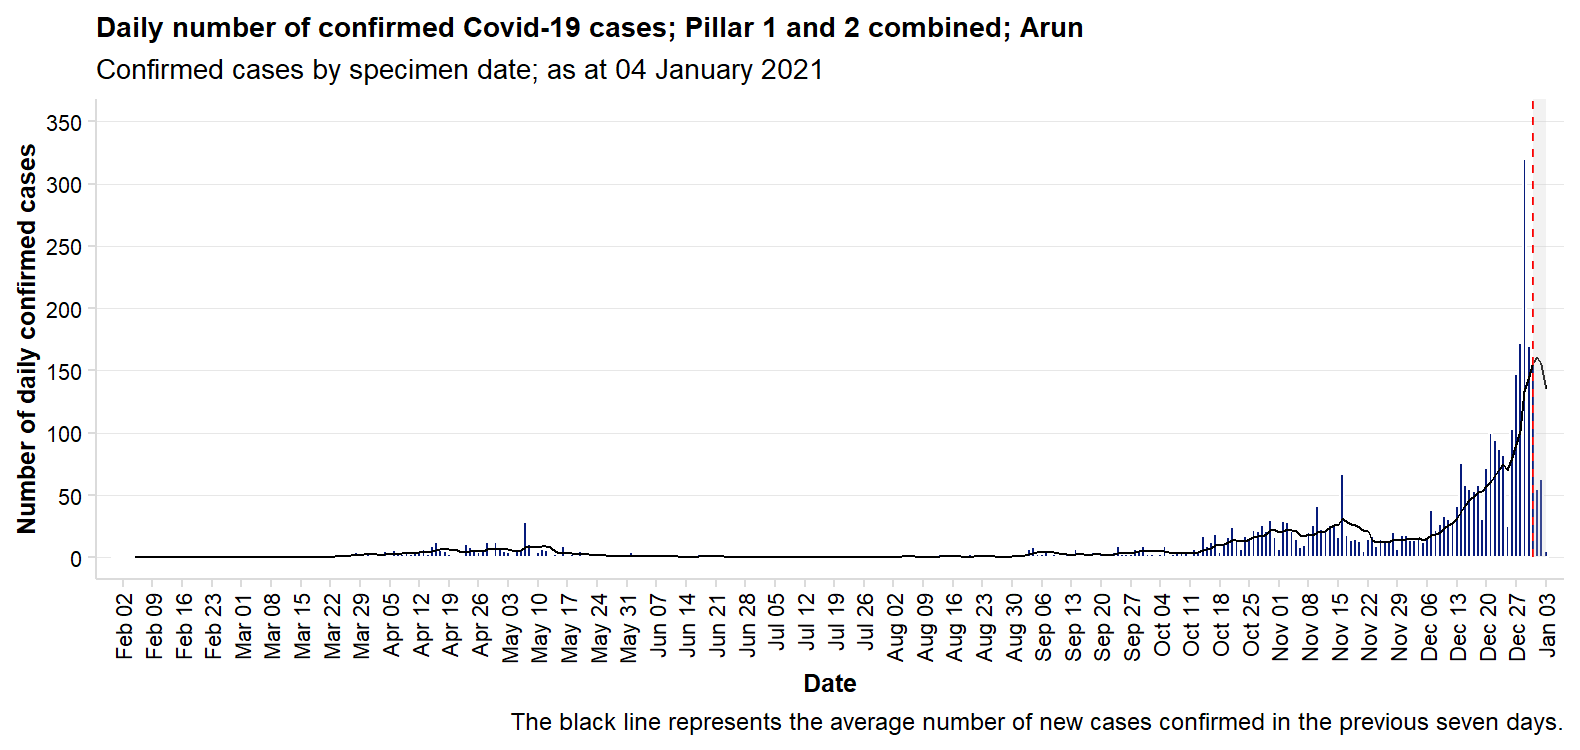 Daily number of confirmed Covid-19 cases; Pillar 1 and 2 combined; Arun
Confirmed cases by specimen date; as at 04 January 2021
Number of daily confirmed cases
350
300
250
200
150
100
50
0
Feb 02
Feb 09
Feb 16
Feb 23
Mar 01
Mar 08
Mar 15
Mar 22
Mar 29
Apr 05
Apr 12
Apr 19
Apr 26
May 03
May 10
May 17
May 24
May 31
Jun 07
Jun 14
Jun 21
Jun 28
Jul 05
Jul 12
Jul 19
Jul 26
Aug 02
Aug 09
Aug 16
Aug 23
Aug 30
Sep 06
Sep 13
Sep 20
Sep 27
Oct 04
Oct 11
Oct 18
Oct 25
Nov 01
Nov 08
Nov 15
Nov 22
Nov 29
Dec 06
Dec 13
Dec 20
Dec 27
Jan 03
Date
The black line represents the average number of new cases confirmed in the previous seven days.